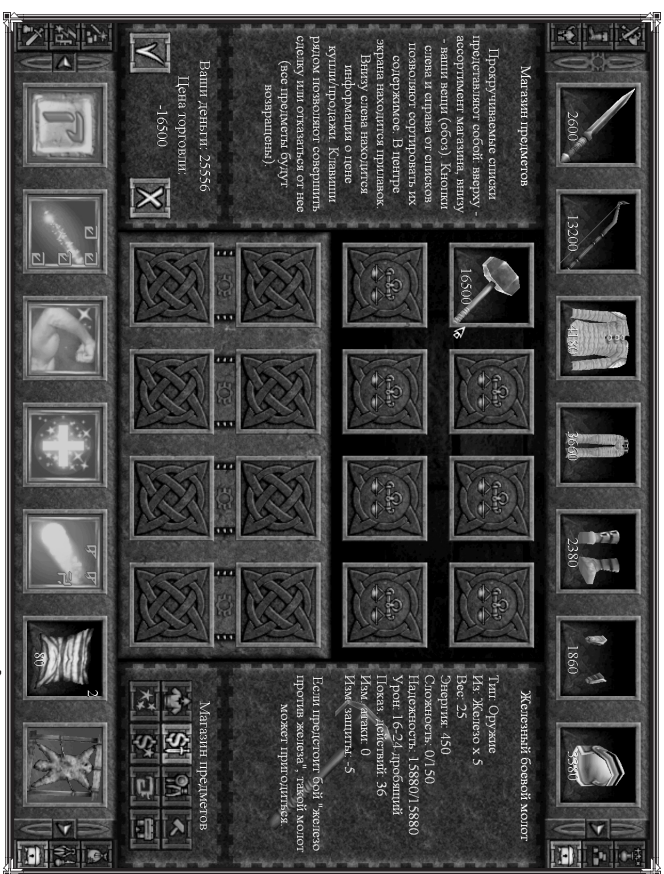 2600
13200
4180
3660
2380
1860
3380
Магазин предметов
Прокручиваемые списки
представляют собой: вверху -
ассортимент магазина, внизу
- ваши вещи (обоз). Кнопки
слева и справа от списков
позволяют сортировать их
содержимое. В центре
экрана находится прилавок.
Внизу слева находится
информация о цене
купли/продажи. Клавиши
рядом позволяют совершить
сделку или отказаться от нее
(все предметы будут
возвращены).
Ваши деньги: 25556
Цена торговли:
-16500
16500
Железный боевой молот
Тип: Оружие
Из: Железо x 5
Вес: 25
Энергия: 450
Сложность: 0/150
Надежность: 15880/15880
Урон: 16-24 дробящий
Показ. действий: 36
Изм. атаки: 0
Изм. защиты: -5
Если предстоит бой "железо
против железа", такой молот
может пригодиться.
Магазин предметов
2
80